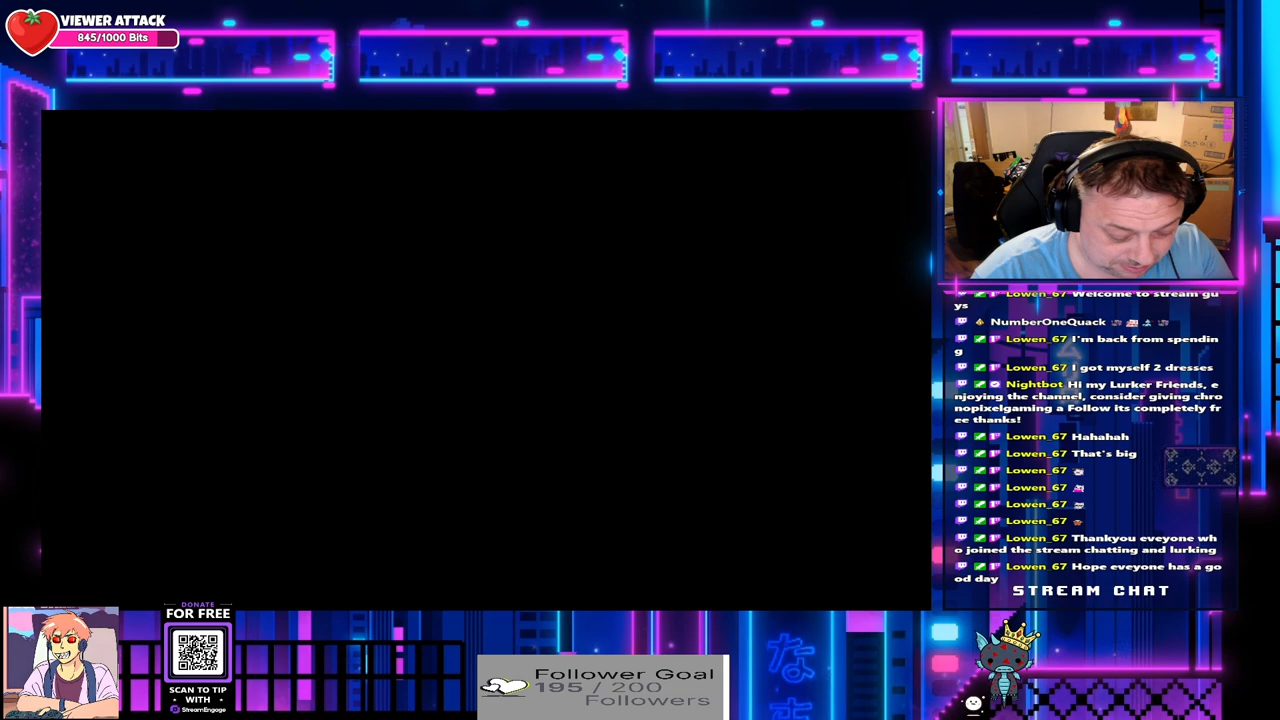 VIEWER ATTACK
845/1000 Bits
Lowen_67 Welcome to stream gu
ys
NumberOneQuack
Lowen_67 I'm back from spendin
g
Lowen_67 I got myself 2 dresses
Nightbot Hi my Lurker Friends, e
njoying the channel, consider giving chro
nopixelgaming a Follow its completely fr
ee thanks!
Lowen_67 Hahahah
Lowen_67 That's big
Lowen_67
Lowen_67
Lowen_67
Lowen_67
Lowen_67 Thankyou eveyone wh
o joined the stream chatting and lurking
Lowen_67 Hope eveyone has a go
od day
STREAM CHAT
DONATE
FOR FREE
SCAN TO TIP
WITH
StreamEngage
Follower Goal
195 / 200
Followers
な